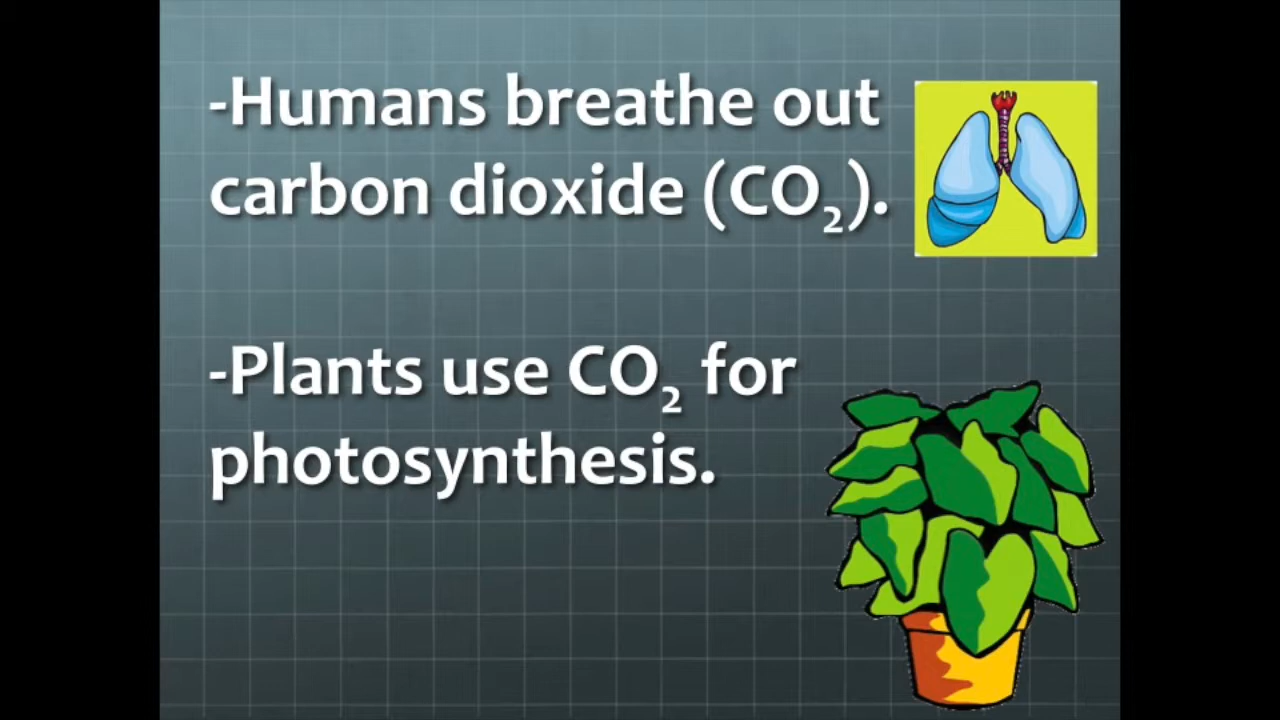 -Humans breathe out
carbon dioxide (CO₂).
-Plants use CO₂ for
photosynthesis.